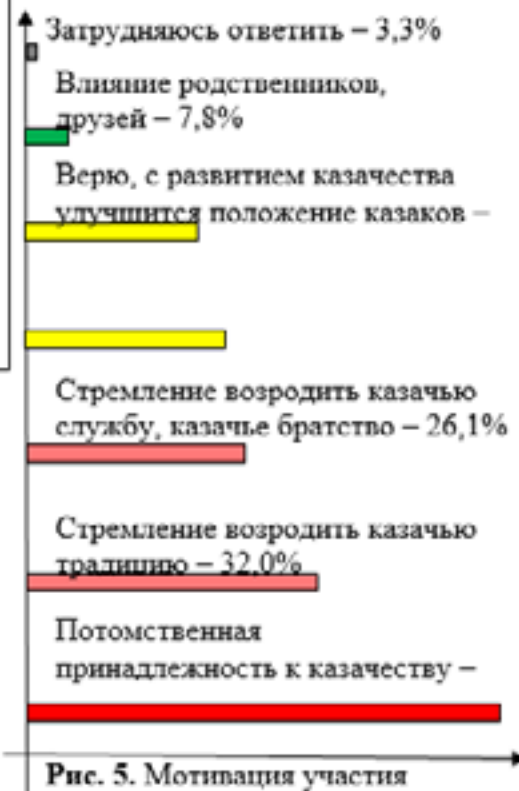 Затрудняюсь ответить – 3,3%
Влияние родственников,
друзей – 7,8%
Верю, с развитием казачества
улучшится положение казаков –
Стремление возродить казачью
службу, казачье братство – 26,1%
Стремление возродить казачью
традицию – 32,0%
Потомственная
принадлежность к казачеству –
Рис. 5. Мотивация участия